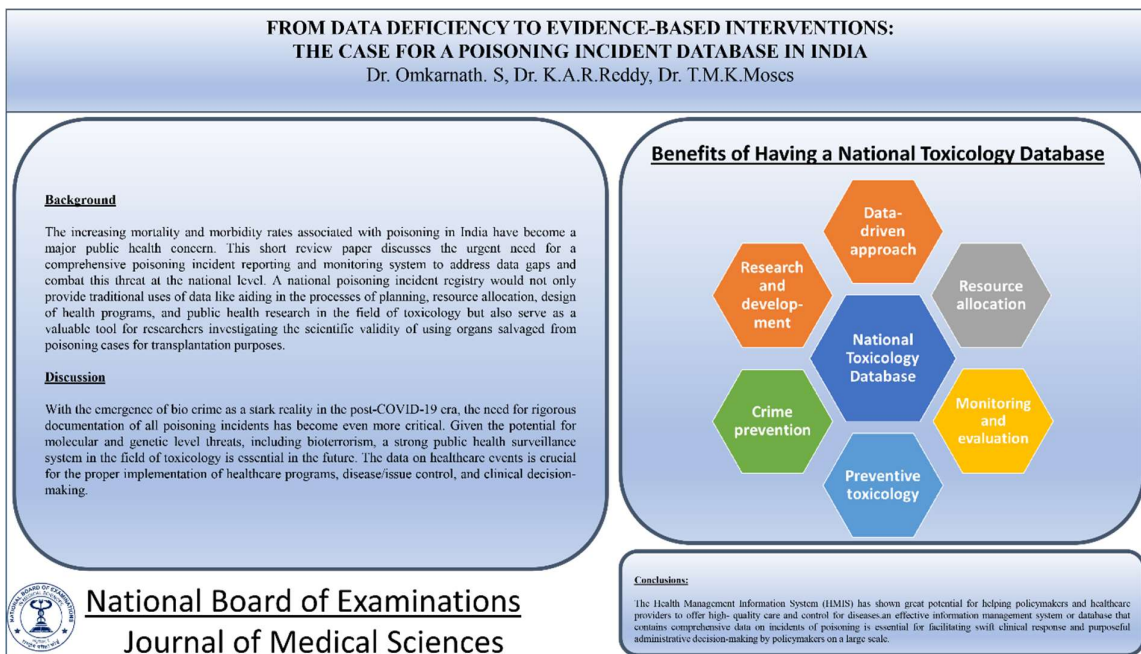 FROM DATA DEFICIENCY TO EVIDENCE-BASED INTERVENTIONS:
THE CASE FOR A POISONING INCIDENT DATABASE IN INDIA
Dr. Omkarnath. S, Dr. K.A.R.Reddy, Dr. T.M.K.Moses
Background
The increasing mortality and morbidity rates associated with poisoning in India have become a
major public health concern. This short review paper discusses the urgent need for a
comprehensive poisoning incident reporting and monitoring system to address data gaps and
combat this threat at the national level. A national poisoning incident registry would not only
provide traditional uses of data like aiding in the processes of planning, resource allocation, design
of health programs, and public health research in the field of toxicology but also serve as a
valuable tool for researchers investigating the scientific validity of using organs salvaged from
poisoning cases for transplantation purposes.
Discussion
With the emergence of bio crime as a stark reality in the post-COVID-19 era, the need for rigorous
documentation of all poisoning incidents has become even more critical. Given the potential for
molecular and genetic level threats, including bioterrorism, a strong public health surveillance
system in the field of toxicology is essential in the future. The data on healthcare events is crucial
for the proper implementation of healthcare programs, disease/issue control, and clinical decision-
making.
Benefits of Having a National Toxicology Database
Data-
driven
approach
Research
and
develop-
ment
Resource
allocation
National
Toxicology
Database
Crime
prevention
Monitoring
and
evaluation
Preventive
toxicology
Conclusions:
The Health Management Information System (HMIS) has shown great potential for helping policymakers and healthcare
providers to offer high- quality care and control for diseases.an effective information management system or database that
contains comprehensive data on incidents of poisoning is essential for facilitating swift clinical response and purposeful
administrative decision-making by policymakers on a large scale.
NATIONAL BOARD OF EXAMINATIONS
National Board of Examinations
Journal of Medical Sciences